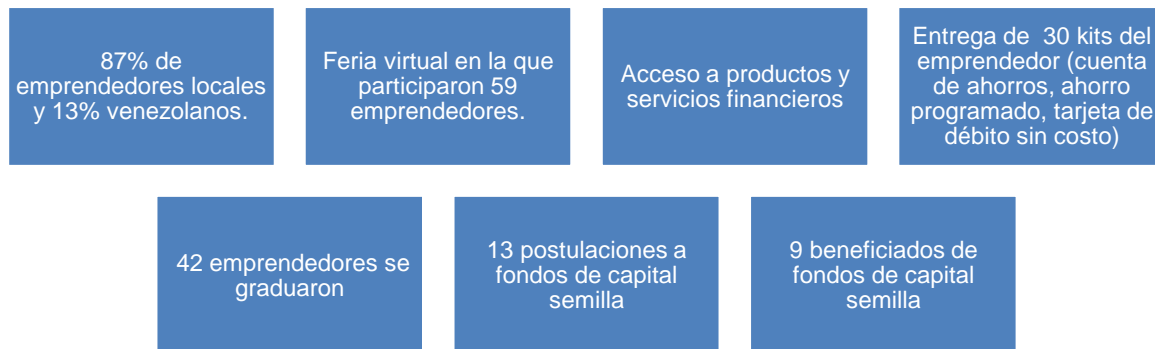 87% de
emprendedores locales
y 13% venezolanos.
Feria virtual en la que
participaron 59
emprendedores.
Acceso a productos y
servicios financieros
Entrega de  30 kits del
emprendedor (cuenta
de ahorros, ahorro
programado, tarjeta de
débito sin costo)
42 emprendedores se
graduaron
13 postulaciones a
fondos de capital
semilla
9 beneficiados de
fondos de capital
semilla